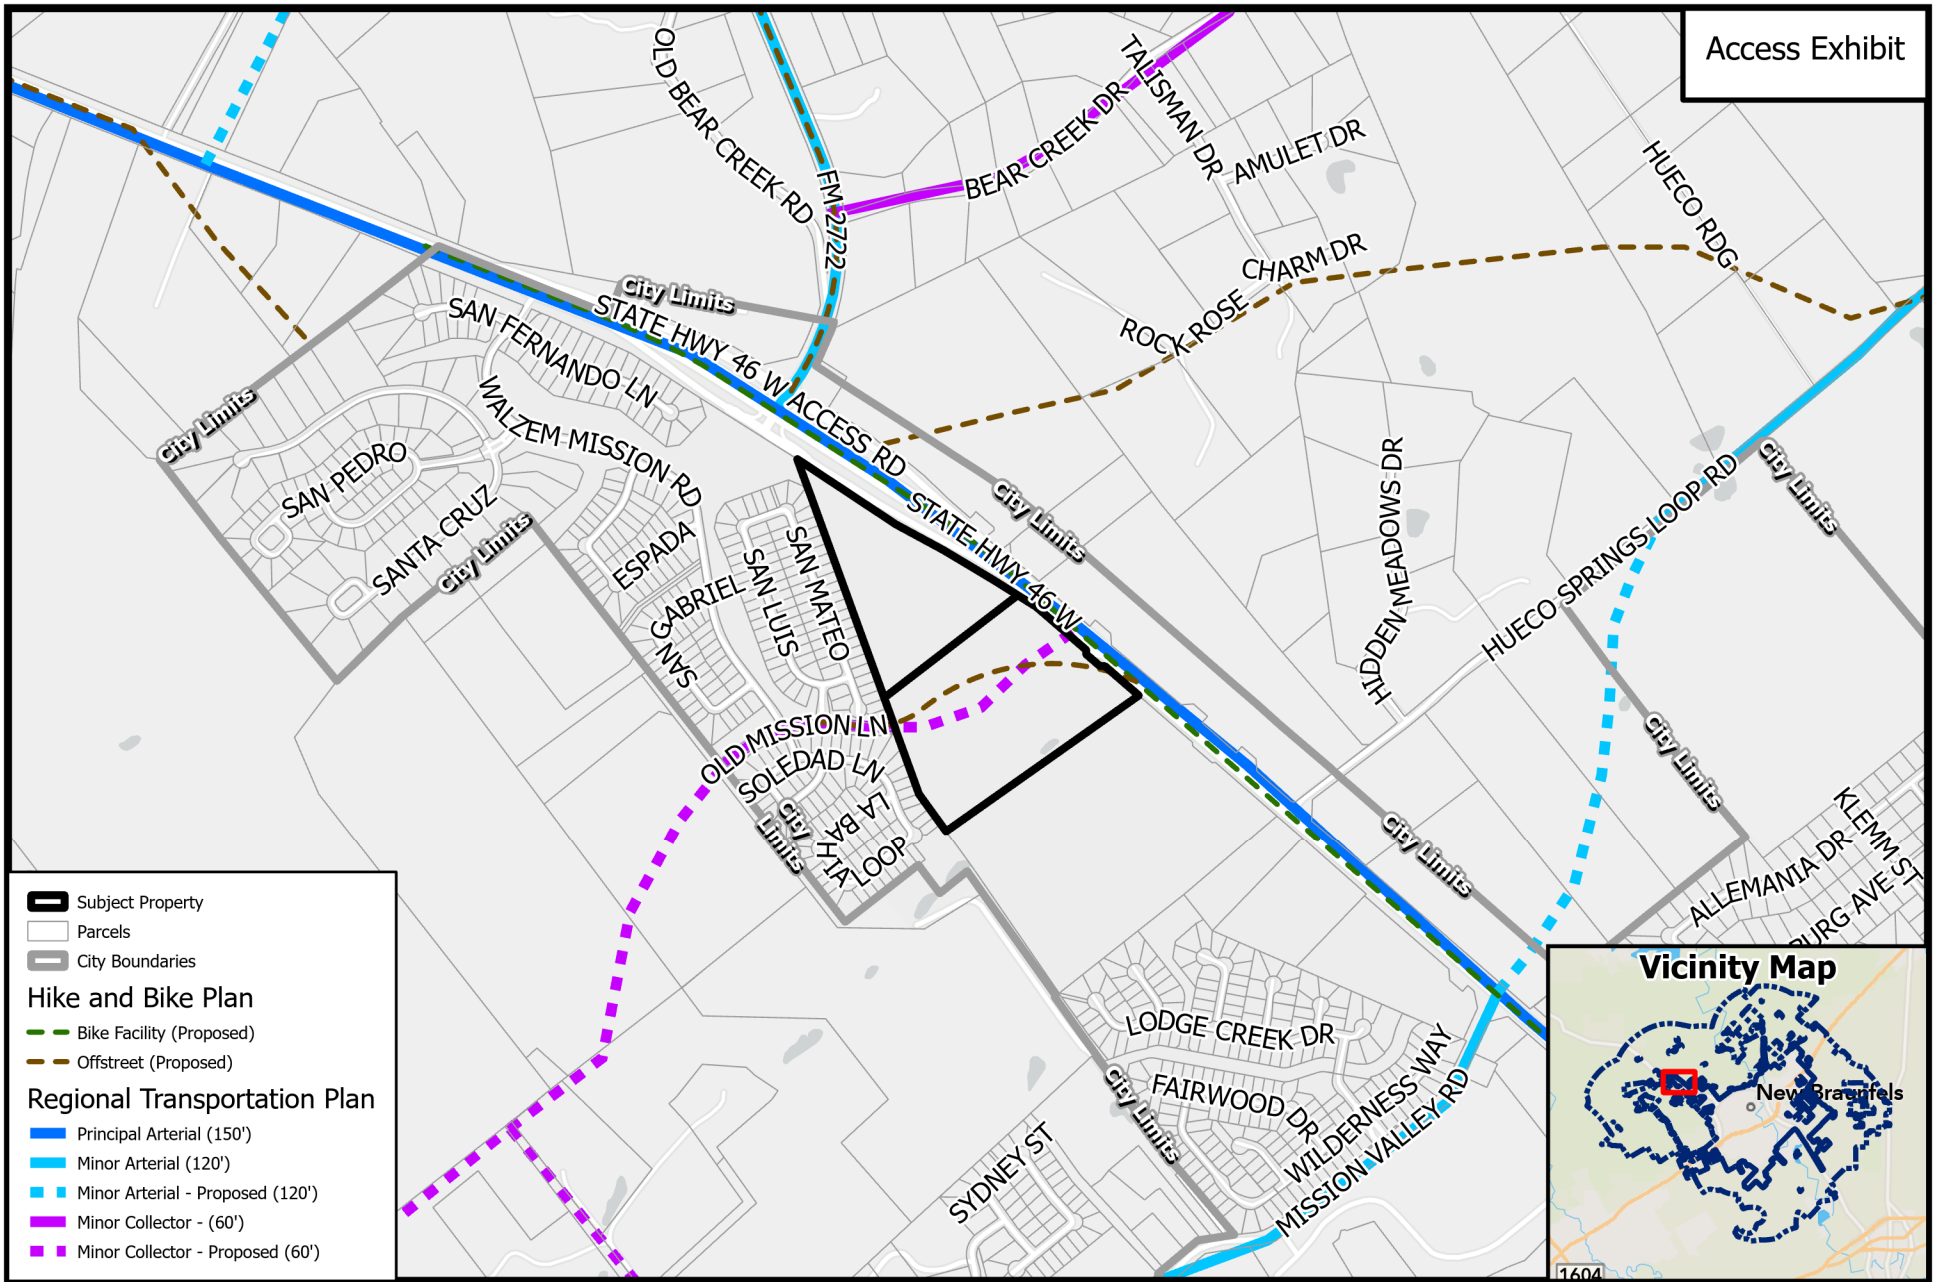 Access Exhibit
OLD BEAR CREEK RD
FM 2722
BEAR CREEK DR
TALISMAN DR
AMULET DR
HUECO RDG
CHARM DR
ROCK ROSE
City Limits
STATE HWY 46 W
ACCESS RD
SAN FERNANDO LN
WALZEM MISSION RD
City Limits
SAN PEDRO
SANTA CRUZ
City Limits
ESPADA
SAN GABRIEL
SAN LUIS
SAN MATEO
STATE HWY 46 W
City Limits
HIDDEN MEADOWS DR
HUECO SPRINGS LOOP RD
City Limits
City Limits
OLD MISSION LN
SOLEDAD LN
LA BAHIA LOOP
City
Limits
City Limits
KLEMM ST
ALLEMANIA DR
BURG AVE
LODGE CREEK DR
FAIRWOOD DR
WILDERNESS WAY
MISSION VALLEY RD
City Limits
SYDNEY ST
Subject Property
Parcels
City Boundaries
Hike and Bike Plan
Bike Facility (Proposed)
Offstreet (Proposed)
Regional Transportation Plan
Principal Arterial (150')
Minor Arterial (120')
Minor Arterial - Proposed (120')
Minor Collector - (60')
Minor Collector - Proposed (60')
Vicinity Map
New Braunfels
1604